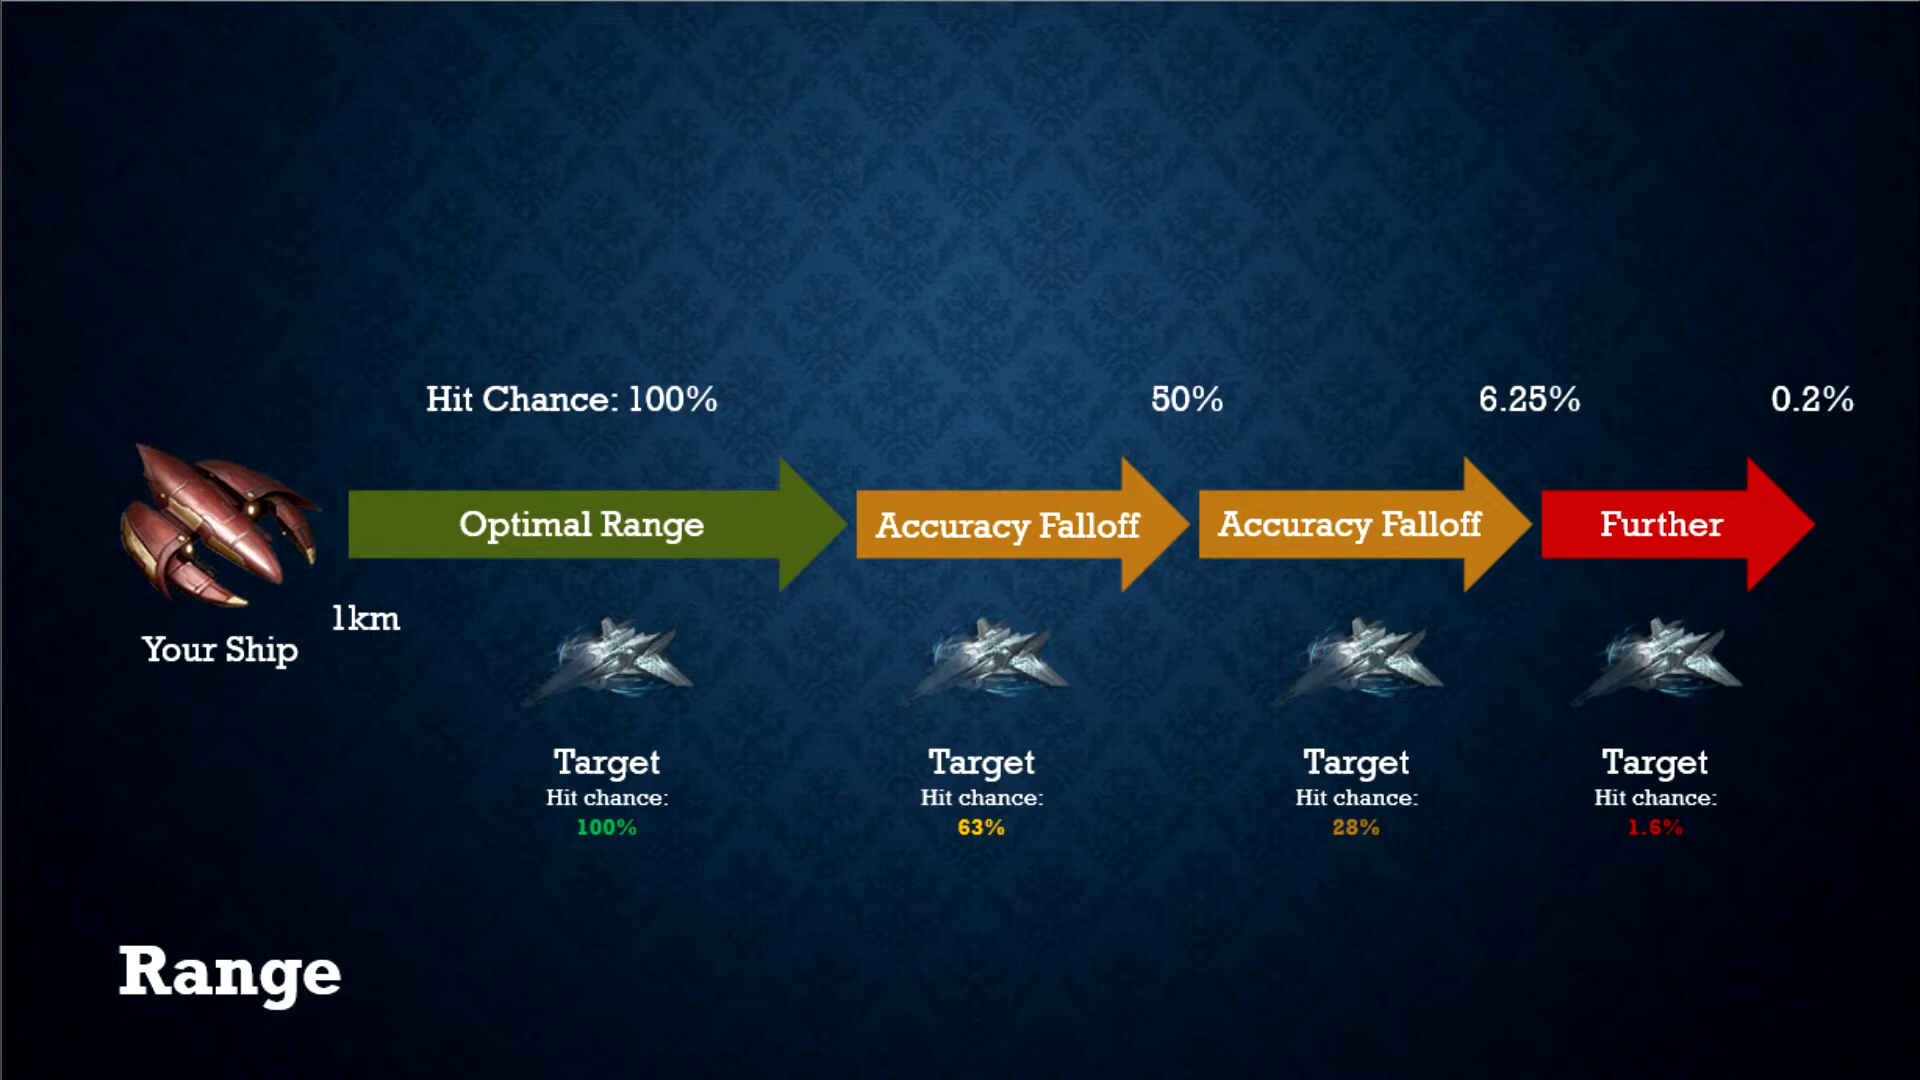 Hit Chance: 100%
50%
6.25%
0.2%
Optimal Range
Accuracy Falloff
Accuracy Falloff
Further
1km
Your Ship
Target
Hit chance:
100%
Target
Hit chance:
63%
Target
Hit chance:
28%
Target
Hit chance:
1.6%
Range